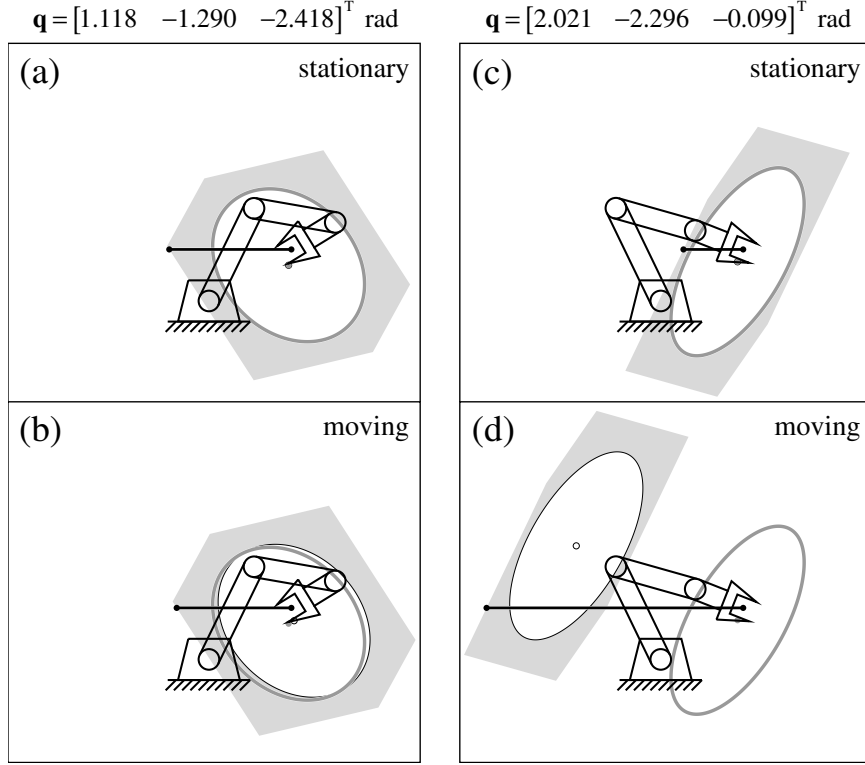 q = [1.118 −1.290 −2.418]ᵀ rad
q = [2.021 −2.296 −0.099]ᵀ rad
(a) stationary
(c) stationary
(b) moving
(d) moving